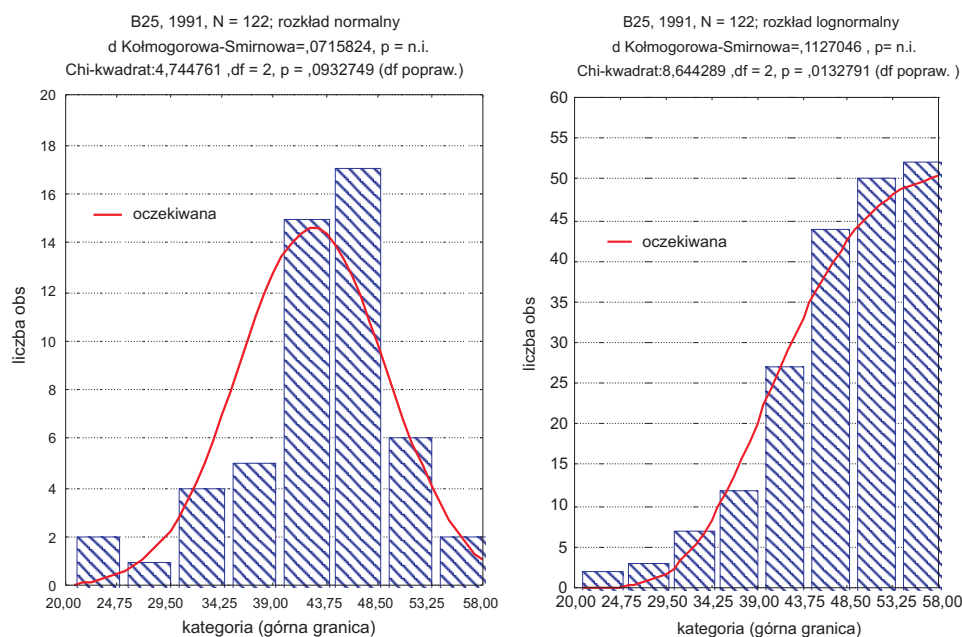 B25, 1991, N = 122; rozkład normalny
d Kołmogorowa-Smirnowa=,0715824, p = n.i.
Chi-kwadrat:4,744761 ,df = 2, p = ,0932749 (df popraw.)
20
18
16
14
12
10
8
6
4
2
0
liczba obs
oczekiwana
20,00 24,75 29,50 34,25 39,00 43,75 48,50 53,25 58,00
kategoria (górna granica)
B25, 1991, N = 122; rozkład lognormalny
d Kołmogorowa-Smirnowa=,1127046 , p= n.i.
Chi-kwadrat:8,644289 ,df = 2, p = ,0132791 (df popraw. )
60
55
50
45
40
35
30
25
20
15
10
5
0
liczba obs
oczekiwana
20,00 24,75 29,50 34,25 39,00 43,75 48,50 53,25 58,00
kategoria (górna granica)